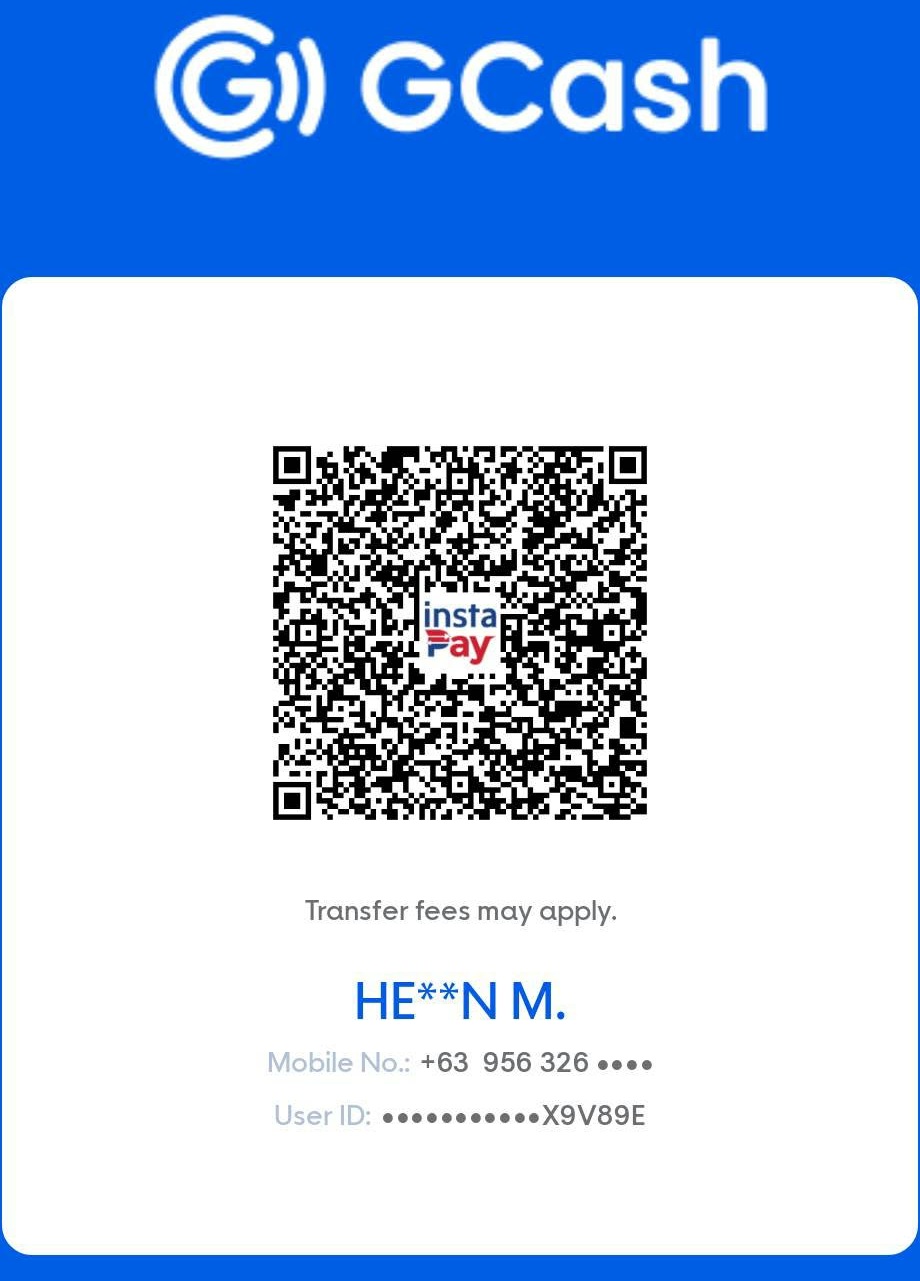 GCash
insta
Pay
Transfer fees may apply.
HE**N M.
Mobile No.: +63 956 326 ••••
User ID: •••••••••••X9V89E